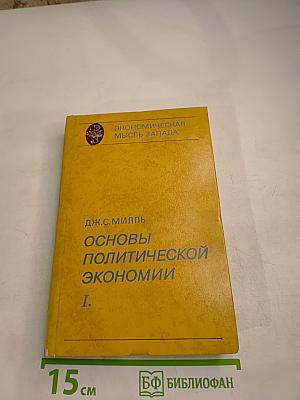 ЭКОНОМИЧЕСКАЯ
МЫСЛЬ ЗАПАДА
ДЖ.С.МИЛЛЬ
ОСНОВЫ
ПОЛИТИЧЕСКОЙ
ЭКОНОМИИ
I.
15 см
БФ БИБЛИОФАН